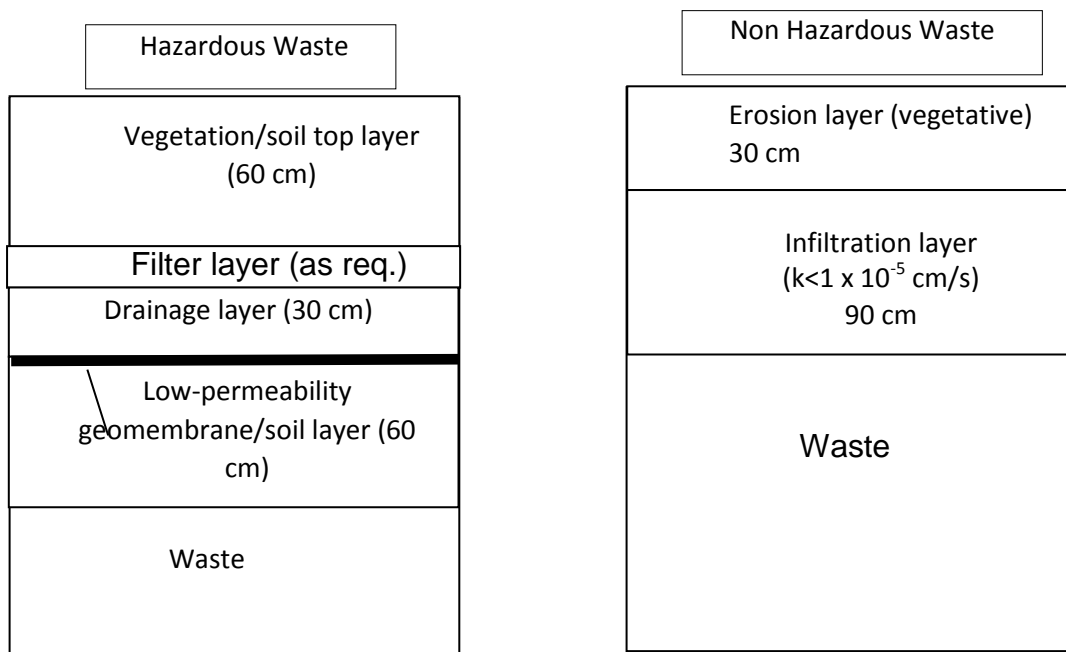 Hazardous Waste
Vegetation/soil top layer
(60 cm)
Filter layer (as req.)
Drainage layer (30 cm)
Low-permeability
geomembrane/soil layer (60
cm)
Waste
Non Hazardous Waste
Erosion layer (vegetative)
30 cm
Infiltration layer
(k<1 x 10⁻⁵ cm/s)
90 cm
Waste